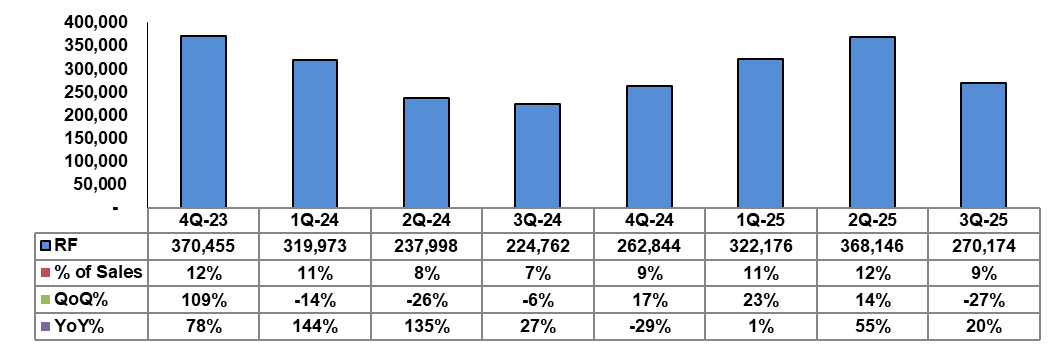 400,000
350,000
300,000
250,000
200,000
150,000
100,000
50,000
-
4Q-23 1Q-24 2Q-24 3Q-24 4Q-24 1Q-25 2Q-25 3Q-25
RF 370,455 319,973 237,998 224,762 262,844 322,176 368,146 270,174
% of Sales 12% 11% 8% 7% 9% 11% 12% 9%
QoQ% 109% -14% -26% -6% 17% 23% 14% -27%
YoY% 78% 144% 135% 27% -29% 1% 55% 20%